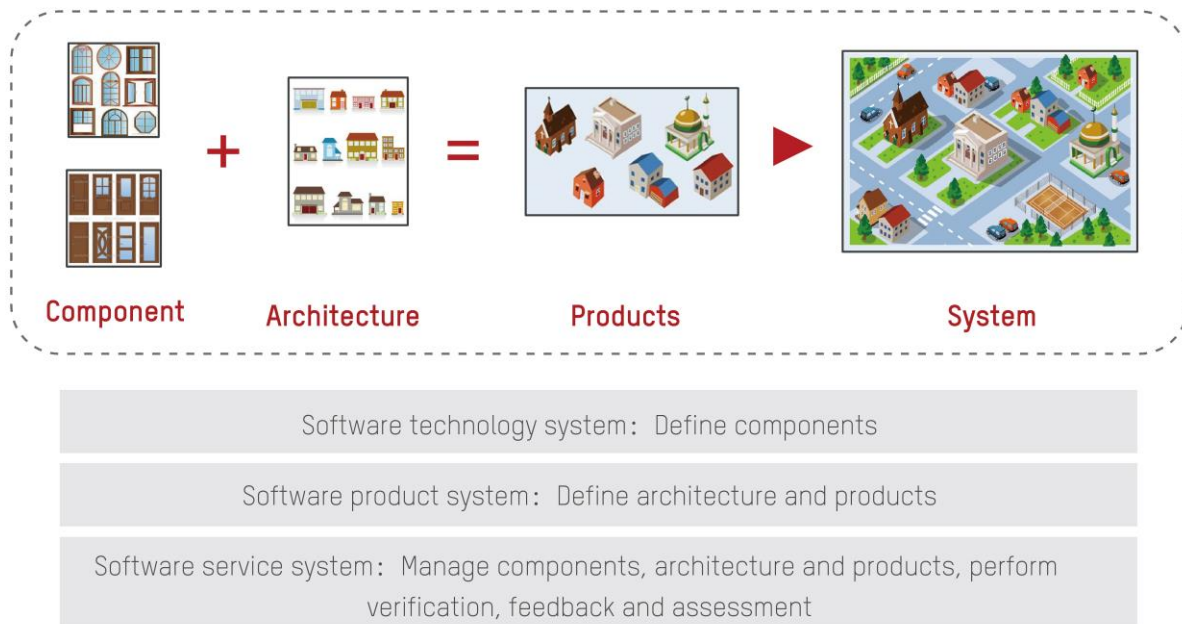 +
=
Component
Architecture
Products
System
Software technology system: Define components
Software product system: Define architecture and products
Software service system: Manage components, architecture and products, perform
verification, feedback and assessment